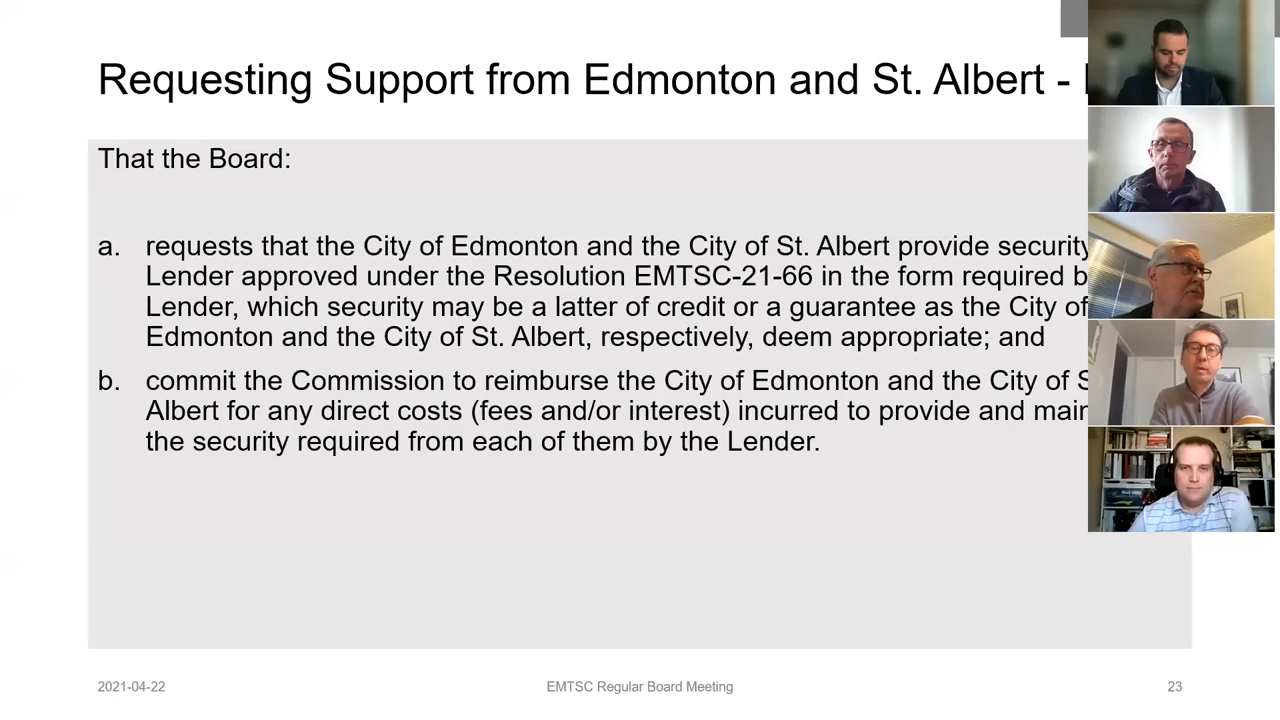 Requesting Support from Edmonton and St. Albert -
That the Board:
a. requests that the City of Edmonton and the City of St. Albert provide security
Lender approved under the Resolution EMTSC-21-66 in the form required
Lender, which security may be a latter of credit or a guarantee as the City of
Edmonton and the City of St. Albert, respectively, deem appropriate; and
b. commit the Commission to reimburse the City of Edmonton and the City of
Albert for any direct costs (fees and/or interest) incurred to provide and
the security required from each of them by the Lender.
2021-04-22 EMTSC Regular Board Meeting 23